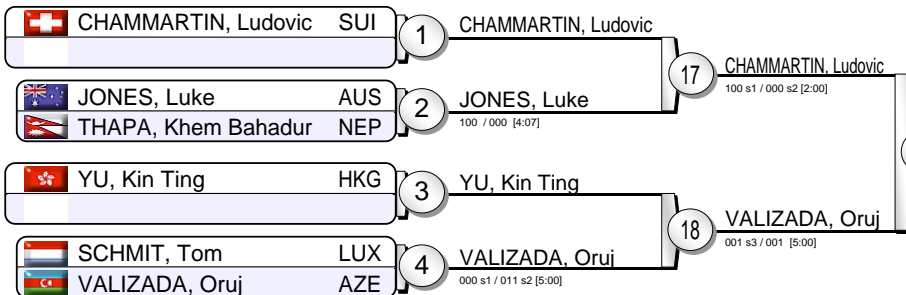 CHAMMARTIN, Ludovic SUI
1
CHAMMARTIN, Ludovic
17
CHAMMARTIN, Ludovic
100 s1 / 000 s2 [2:00]
JONES, Luke AUS
THAPA, Khem Bahadur NEP
2
JONES, Luke
100 / 000 [4:07]
YU, Kin Ting HKG
3
YU, Kin Ting
18
VALIZADA, Oruj
001 s3 / 001 [5:00]
SCHMIT, Tom LUX
VALIZADA, Oruj AZE
4
VALIZADA, Oruj
000 s1 / 011 s2 [5:00]